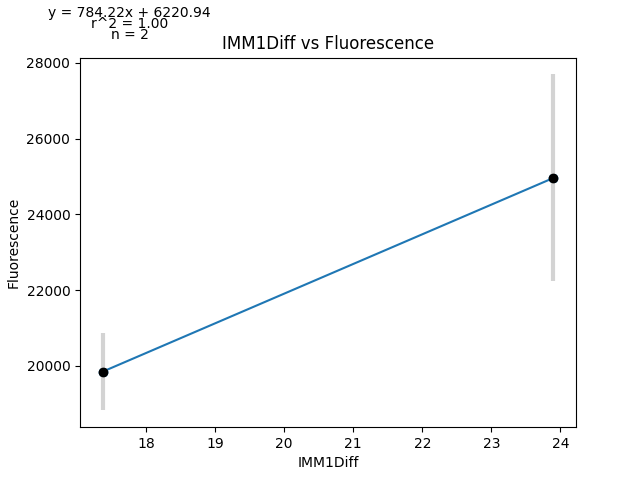 y = 784.22x + 6220.94
r^2 = 1.00
n = 2
IMM1Diff vs Fluorescence
28000
26000
24000
22000
20000
Fluorescence
18
19
20
21
22
23
24
IMM1Diff